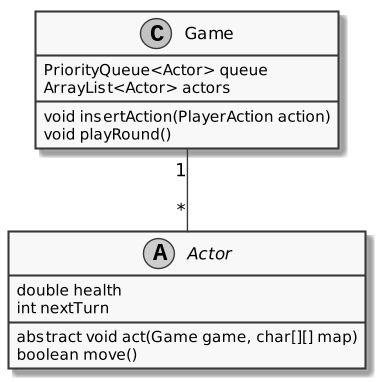 C Game
PriorityQueue<Actor> queue
ArrayList<Actor> actors
void insertAction(PlayerAction action)
void playRound()
1
*
A Actor
double health
int nextTurn
abstract void act(Game game, char[][] map)
boolean move()